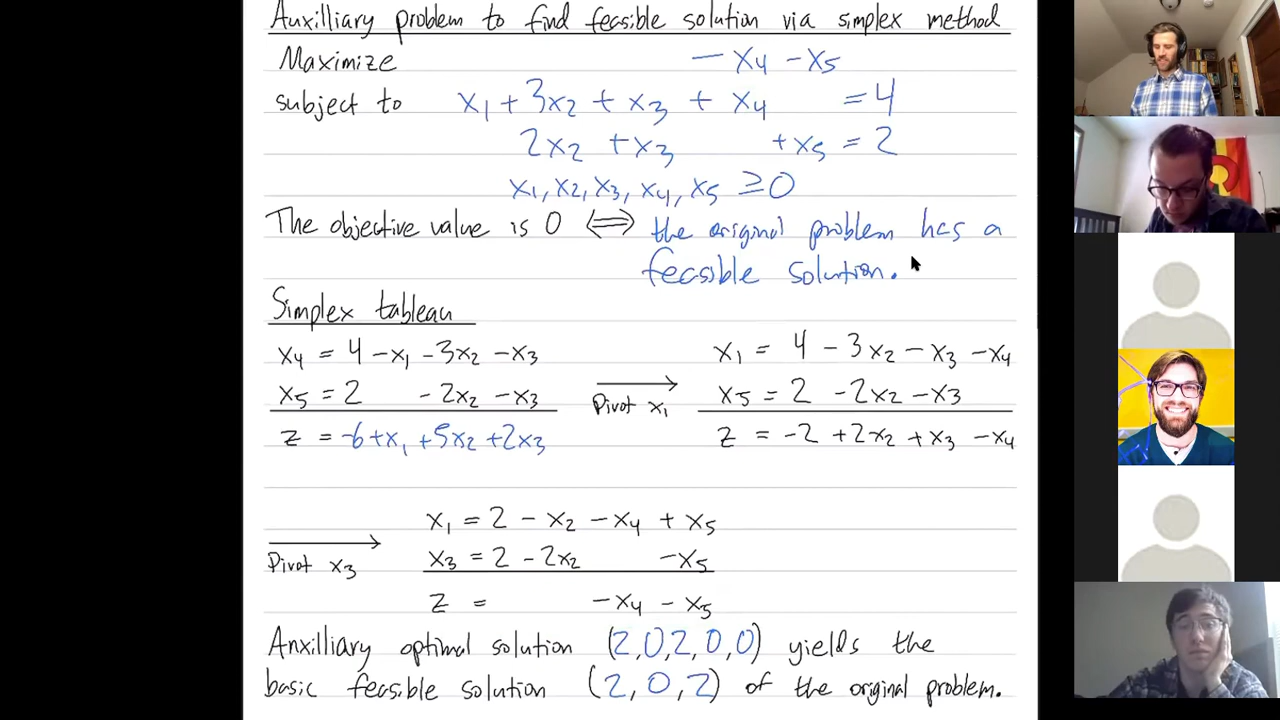 Auxilliary problem to find feasible solution via simplex method
Maximize −x₄ −x₅
subject to x₁ + 3x₂ + x₃ + x₄ = 4
2x₂ + x₃ + x₅ = 2
x₁, x₂, x₃, x₄, x₅ ≥ 0
The objective value is 0 ⟺ the original problem has a
feasible solution.
Simplex tableau
x₄ = 4 − x₁ − 3x₂ − x₃
x₅ = 2 − 2x₂ − x₃
z = −6 + x₁ + 5x₂ + 2x₃
⟶
Pivot x₁
x₁ = 4 − 3x₂ − x₃ − x₄
x₅ = 2 − 2x₂ − x₃
z = −2 + 2x₂ + x₃ − x₄
⟶
Pivot x₃
x₁ = 2 − x₂ − x₄ + x₅
x₃ = 2 − 2x₂ − x₅
z = −x₄ − x₅
Auxilliary optimal solution (2,0,2,0,0) yields the
basic feasible solution (2,0,2) of the original problem.